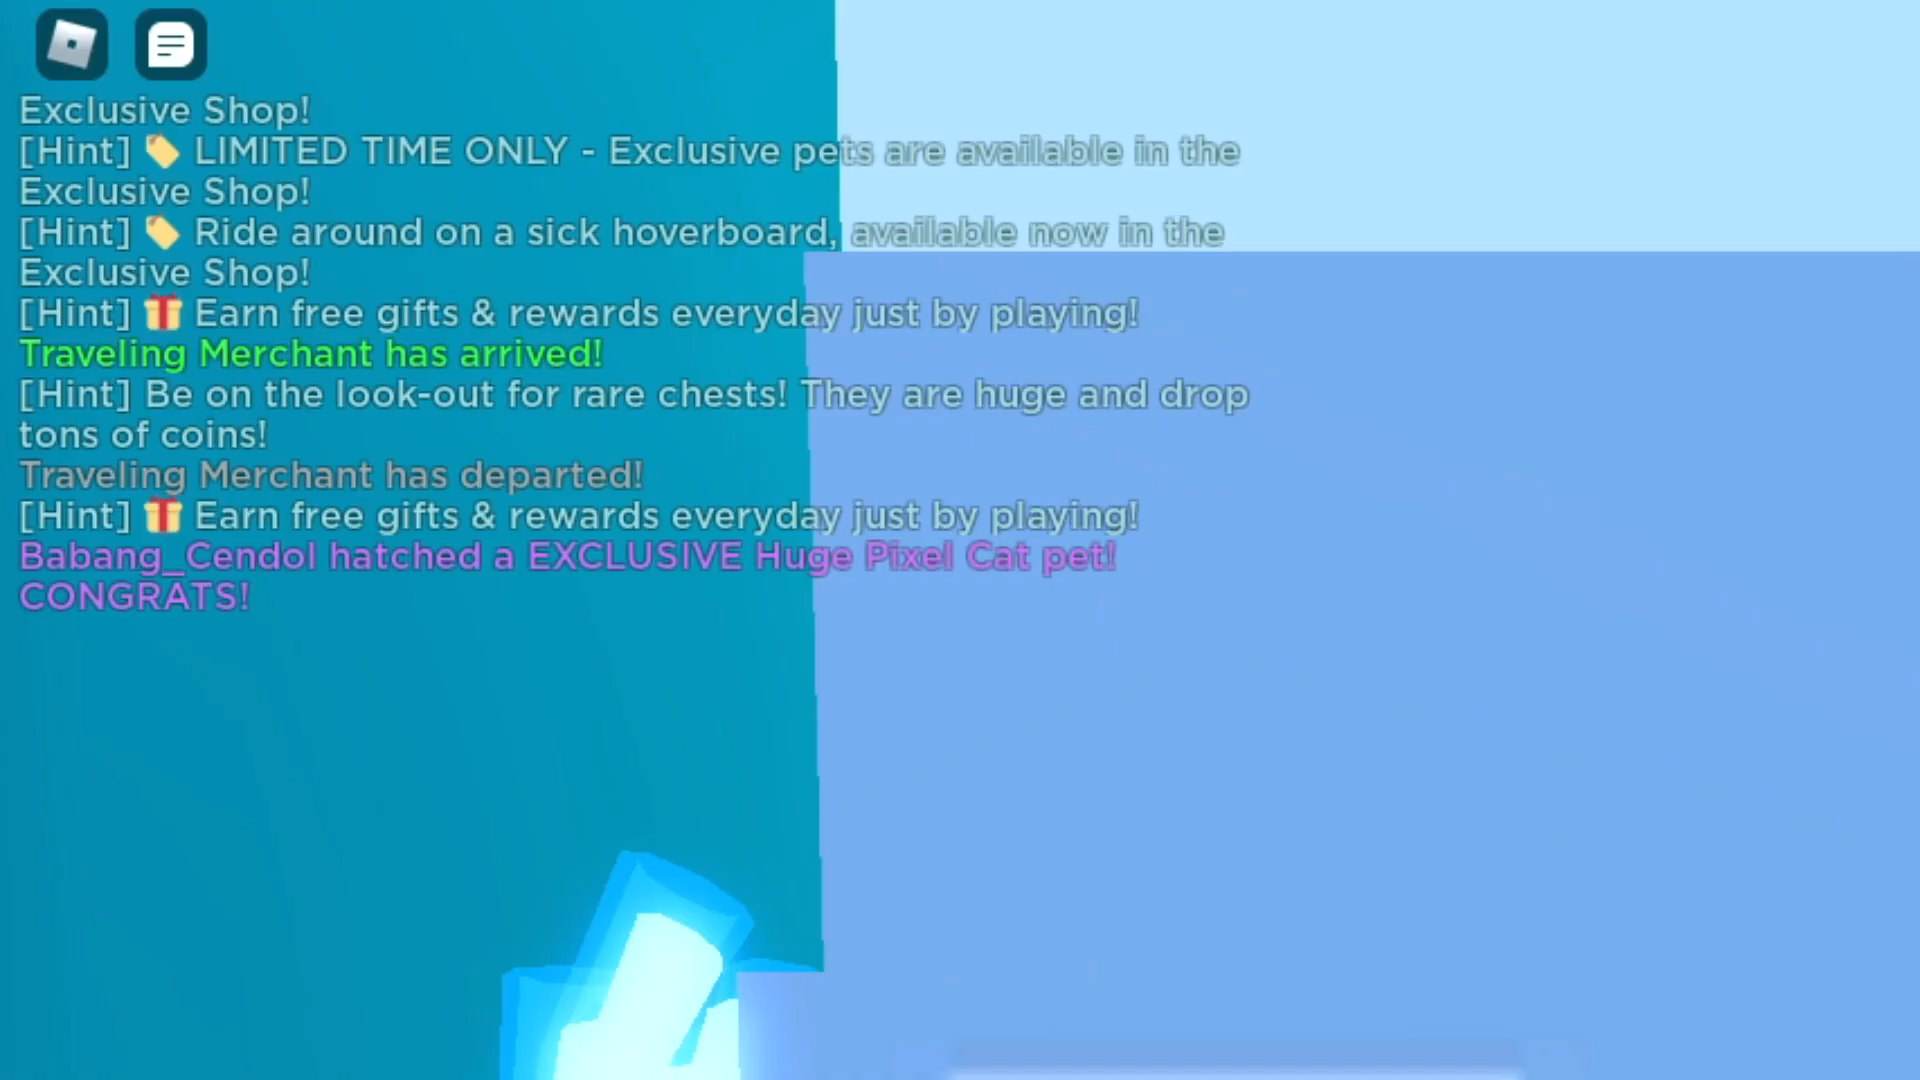 Exclusive Shop!
[Hint] 🏷️ LIMITED TIME ONLY - Exclusive pets are available in the
Exclusive Shop!
[Hint] 🏷️ Ride around on a sick hoverboard, available now in the
Exclusive Shop!
[Hint] 🎁 Earn free gifts & rewards everyday just by playing!
Traveling Merchant has arrived!
[Hint] Be on the look-out for rare chests! They are huge and drop
tons of coins!
Traveling Merchant has departed!
[Hint] 🎁 Earn free gifts & rewards everyday just by playing!
Babang_Cendol hatched a EXCLUSIVE Huge Pixel Cat pet!
CONGRATS!